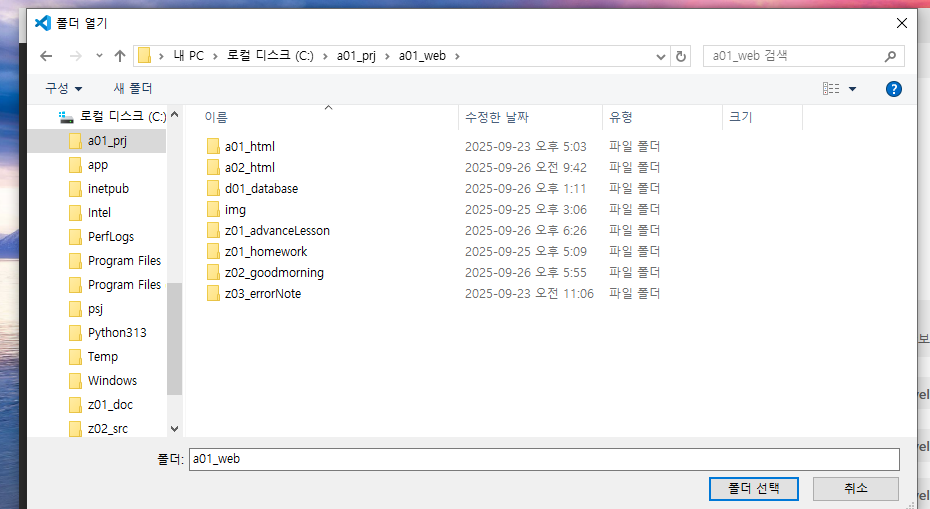 폴더 열기
내 PC > 로컬 디스크 (C:) > a01_prj > a01_web >
a01_web 검색
구성
새 폴더
로컬 디스크 (C:)
a01_prj
app
inetpub
Intel
PerfLogs
Program Files
Program Files
psj
Python313
Temp
Windows
z01_doc
z02_src
이름 수정한 날짜 유형 크기
a01_html 2025-09-23 오후 5:03 파일 폴더
a02_html 2025-09-26 오전 9:42 파일 폴더
d01_database 2025-09-26 오후 1:11 파일 폴더
img 2025-09-25 오후 3:06 파일 폴더
z01_advanceLesson 2025-09-26 오후 6:26 파일 폴더
z01_homework 2025-09-25 오후 5:09 파일 폴더
z02_goodmorning 2025-09-26 오후 5:55 파일 폴더
z03_errorNote 2025-09-23 오전 11:06 파일 폴더
폴더: a01_web
폴더 선택 취소